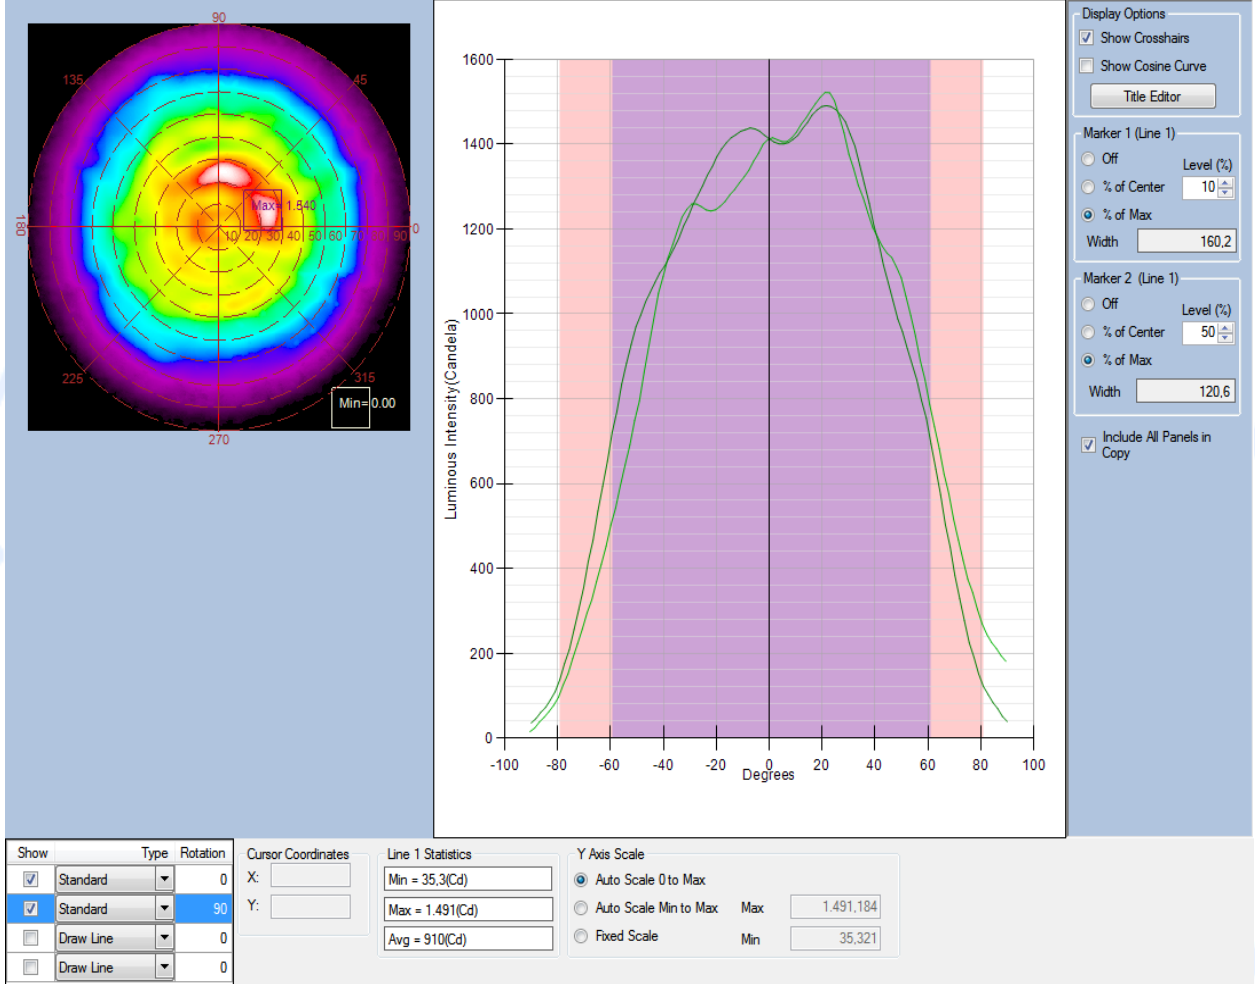 90
135
45
180
Max= 1.540
0
10 20 30 40 50 60 70 80 90
225
315
Min= 0.00
270
1600
1400
1200
1000
800
600
400
200
0
Luminous Intensity(Candela)
-100 -80 -60 -40 -20 0 20 40 60 80 100
Degrees
Display Options
Show Crosshairs
Show Cosine Curve
Title Editor
Marker 1 (Line 1)
Off
Level (%)
% of Center 10
% of Max
Width 160,2
Marker 2 (Line 1)
Off
Level (%)
% of Center 50
% of Max
Width 120,6
Include All Panels in
Copy
Show Type Rotation
Standard 0
Standard 90
Draw Line 0
Draw Line 0
Cursor Coordinates
X:
Y:
Line 1 Statistics
Min = 35,3(Cd)
Max = 1.491(Cd)
Avg = 910(Cd)
Y Axis Scale
Auto Scale 0 to Max
Auto Scale Min to Max Max 1.491,184
Fixed Scale Min 35,321